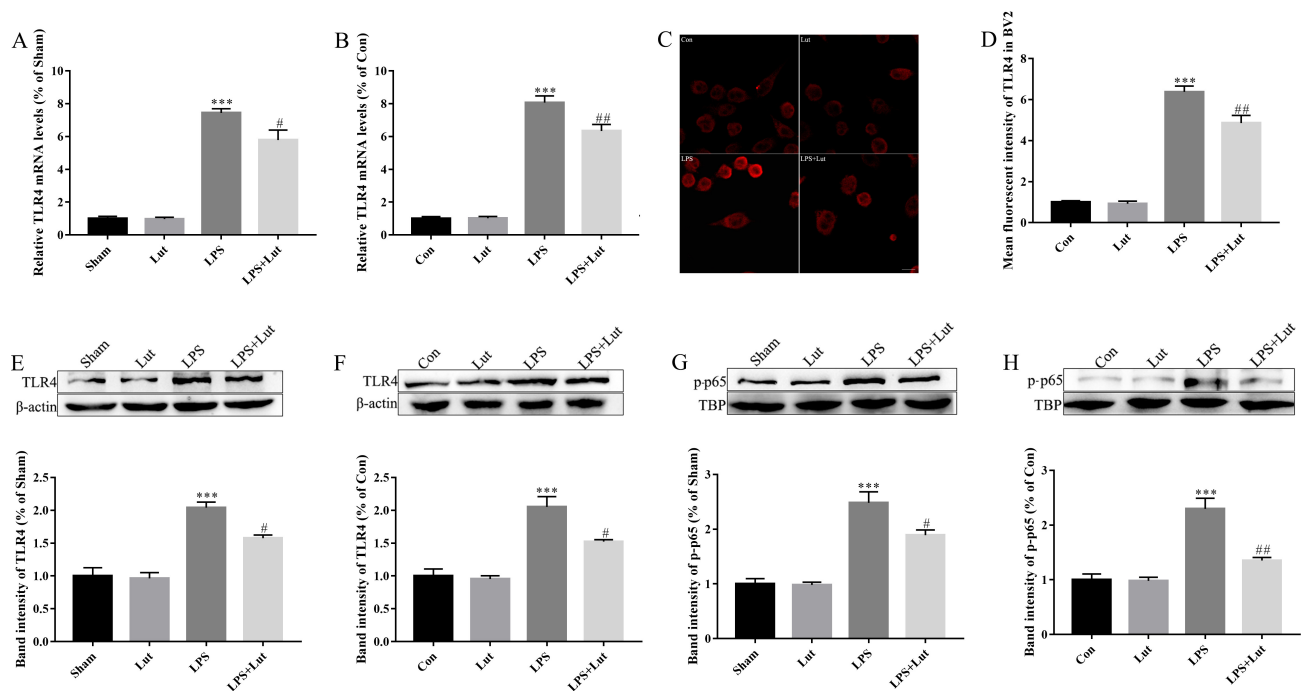 A
Relative TLR4 mRNA levels (% of Sham)
10
8
6
4
2
0
***
#
Sham
Lut
LPS
LPS+Lut
B
Relative TLR4 mRNA levels (% of Con)
10
8
6
4
2
0
***
##
Con
Lut
LPS
LPS+Lut
C
Con
Lut
LPS
LPS+Lut
D
Mean fluorescent intensity of TLR4 in BV2
8
6
4
2
0
***
##
Con
Lut
LPS
LPS+Lut
E
Sham
Lut
LPS
LPS+Lut
TLR4
β-actin
Band intensity of TLR4 (% of Sham)
2.5
2.0
1.5
1.0
0.5
0.0
***
#
Sham
Lut
LPS
LPS+Lut
F
Con
Lut
LPS
LPS+Lut
TLR4
β-actin
Band intensity of TLR4 (% of Con)
2.5
2.0
1.5
1.0
0.5
0.0
***
#
Con
Lut
LPS
LPS+Lut
G
Sham
Lut
LPS
LPS+Lut
p-p65
TBP
Band intensity of p-p65 (% of Sham)
3
2
1
0
***
#
Sham
Lut
LPS
LPS+Lut
H
Con
Lut
LPS
LPS+Lut
p-p65
TBP
Band intensity of p-p65 (% of Con)
3
2
1
0
***
##
Con
Lut
LPS
LPS+Lut